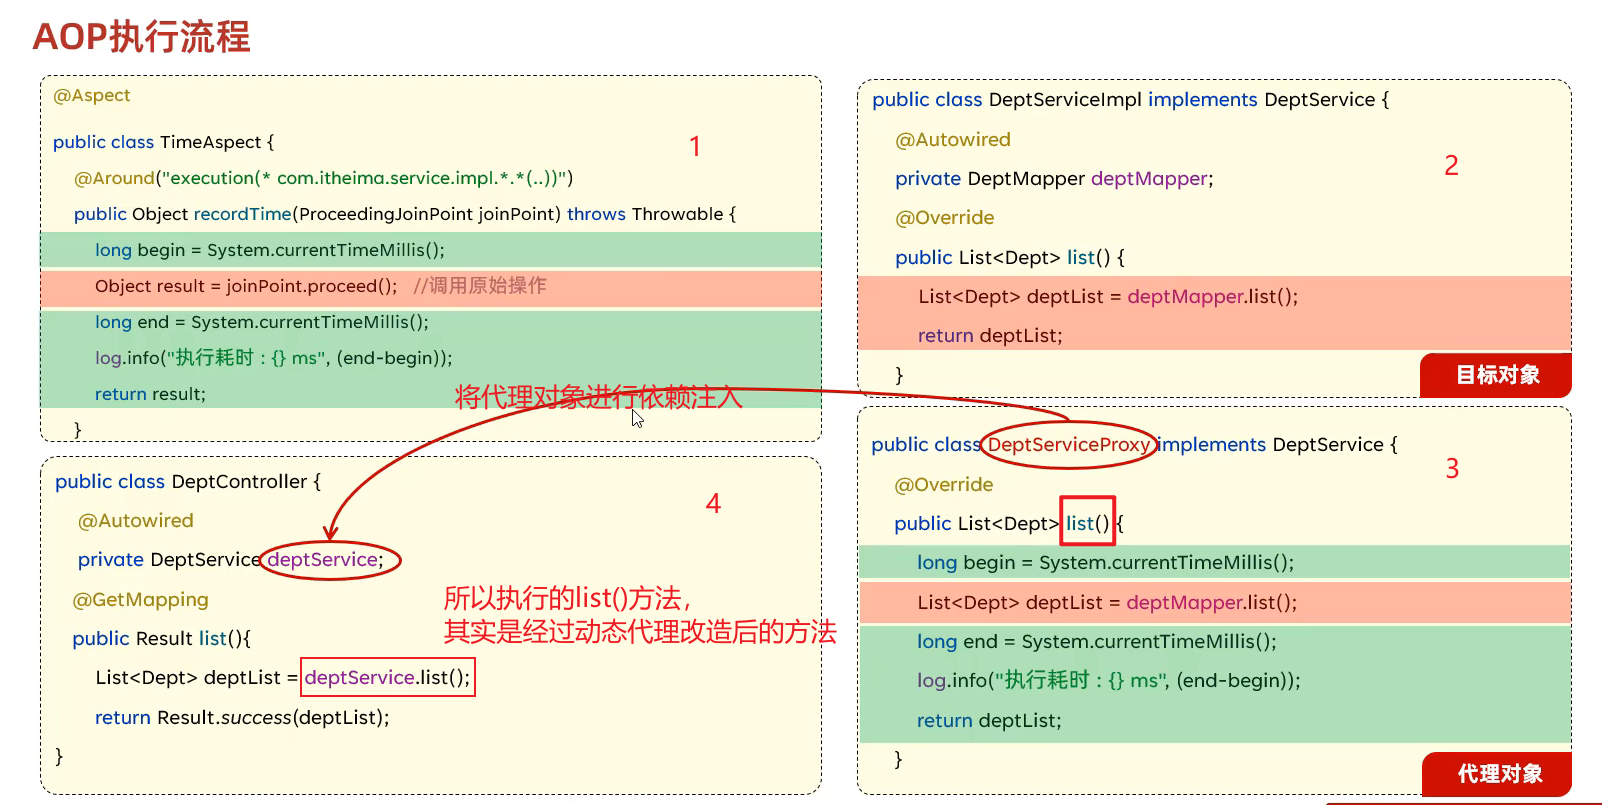 AOP执行流程
@Aspect
public class TimeAspect {
1
@Around("execution(* com.itheima.service.impl.*.*(..))")
public Object recordTime(ProceedingJoinPoint joinPoint) throws Throwable {
long begin = System.currentTimeMillis();
Object result = joinPoint.proceed(); //调用原始操作
long end = System.currentTimeMillis();
log.info("执行耗时 : {} ms", (end-begin));
return result;
}
将代理对象进行依赖注入
public class DeptServiceImpl implements DeptService {
@Autowired
2
private DeptMapper deptMapper;
@Override
public List<Dept> list() {
List<Dept> deptList = deptMapper.list();
return deptList;
}
目标对象
public class DeptServiceProxy implements DeptService {
3
@Override
public List<Dept> list() {
long begin = System.currentTimeMillis();
List<Dept> deptList = deptMapper.list();
long end = System.currentTimeMillis();
log.info("执行耗时 : {} ms", (end-begin));
return deptList;
}
代理对象
public class DeptController {
4
@Autowired
private DeptService deptService;
@GetMapping
public Result list(){
List<Dept> deptList = deptService.list();
return Result.success(deptList);
}
所以执行的list()方法，
其实是经过动态代理改造后的方法